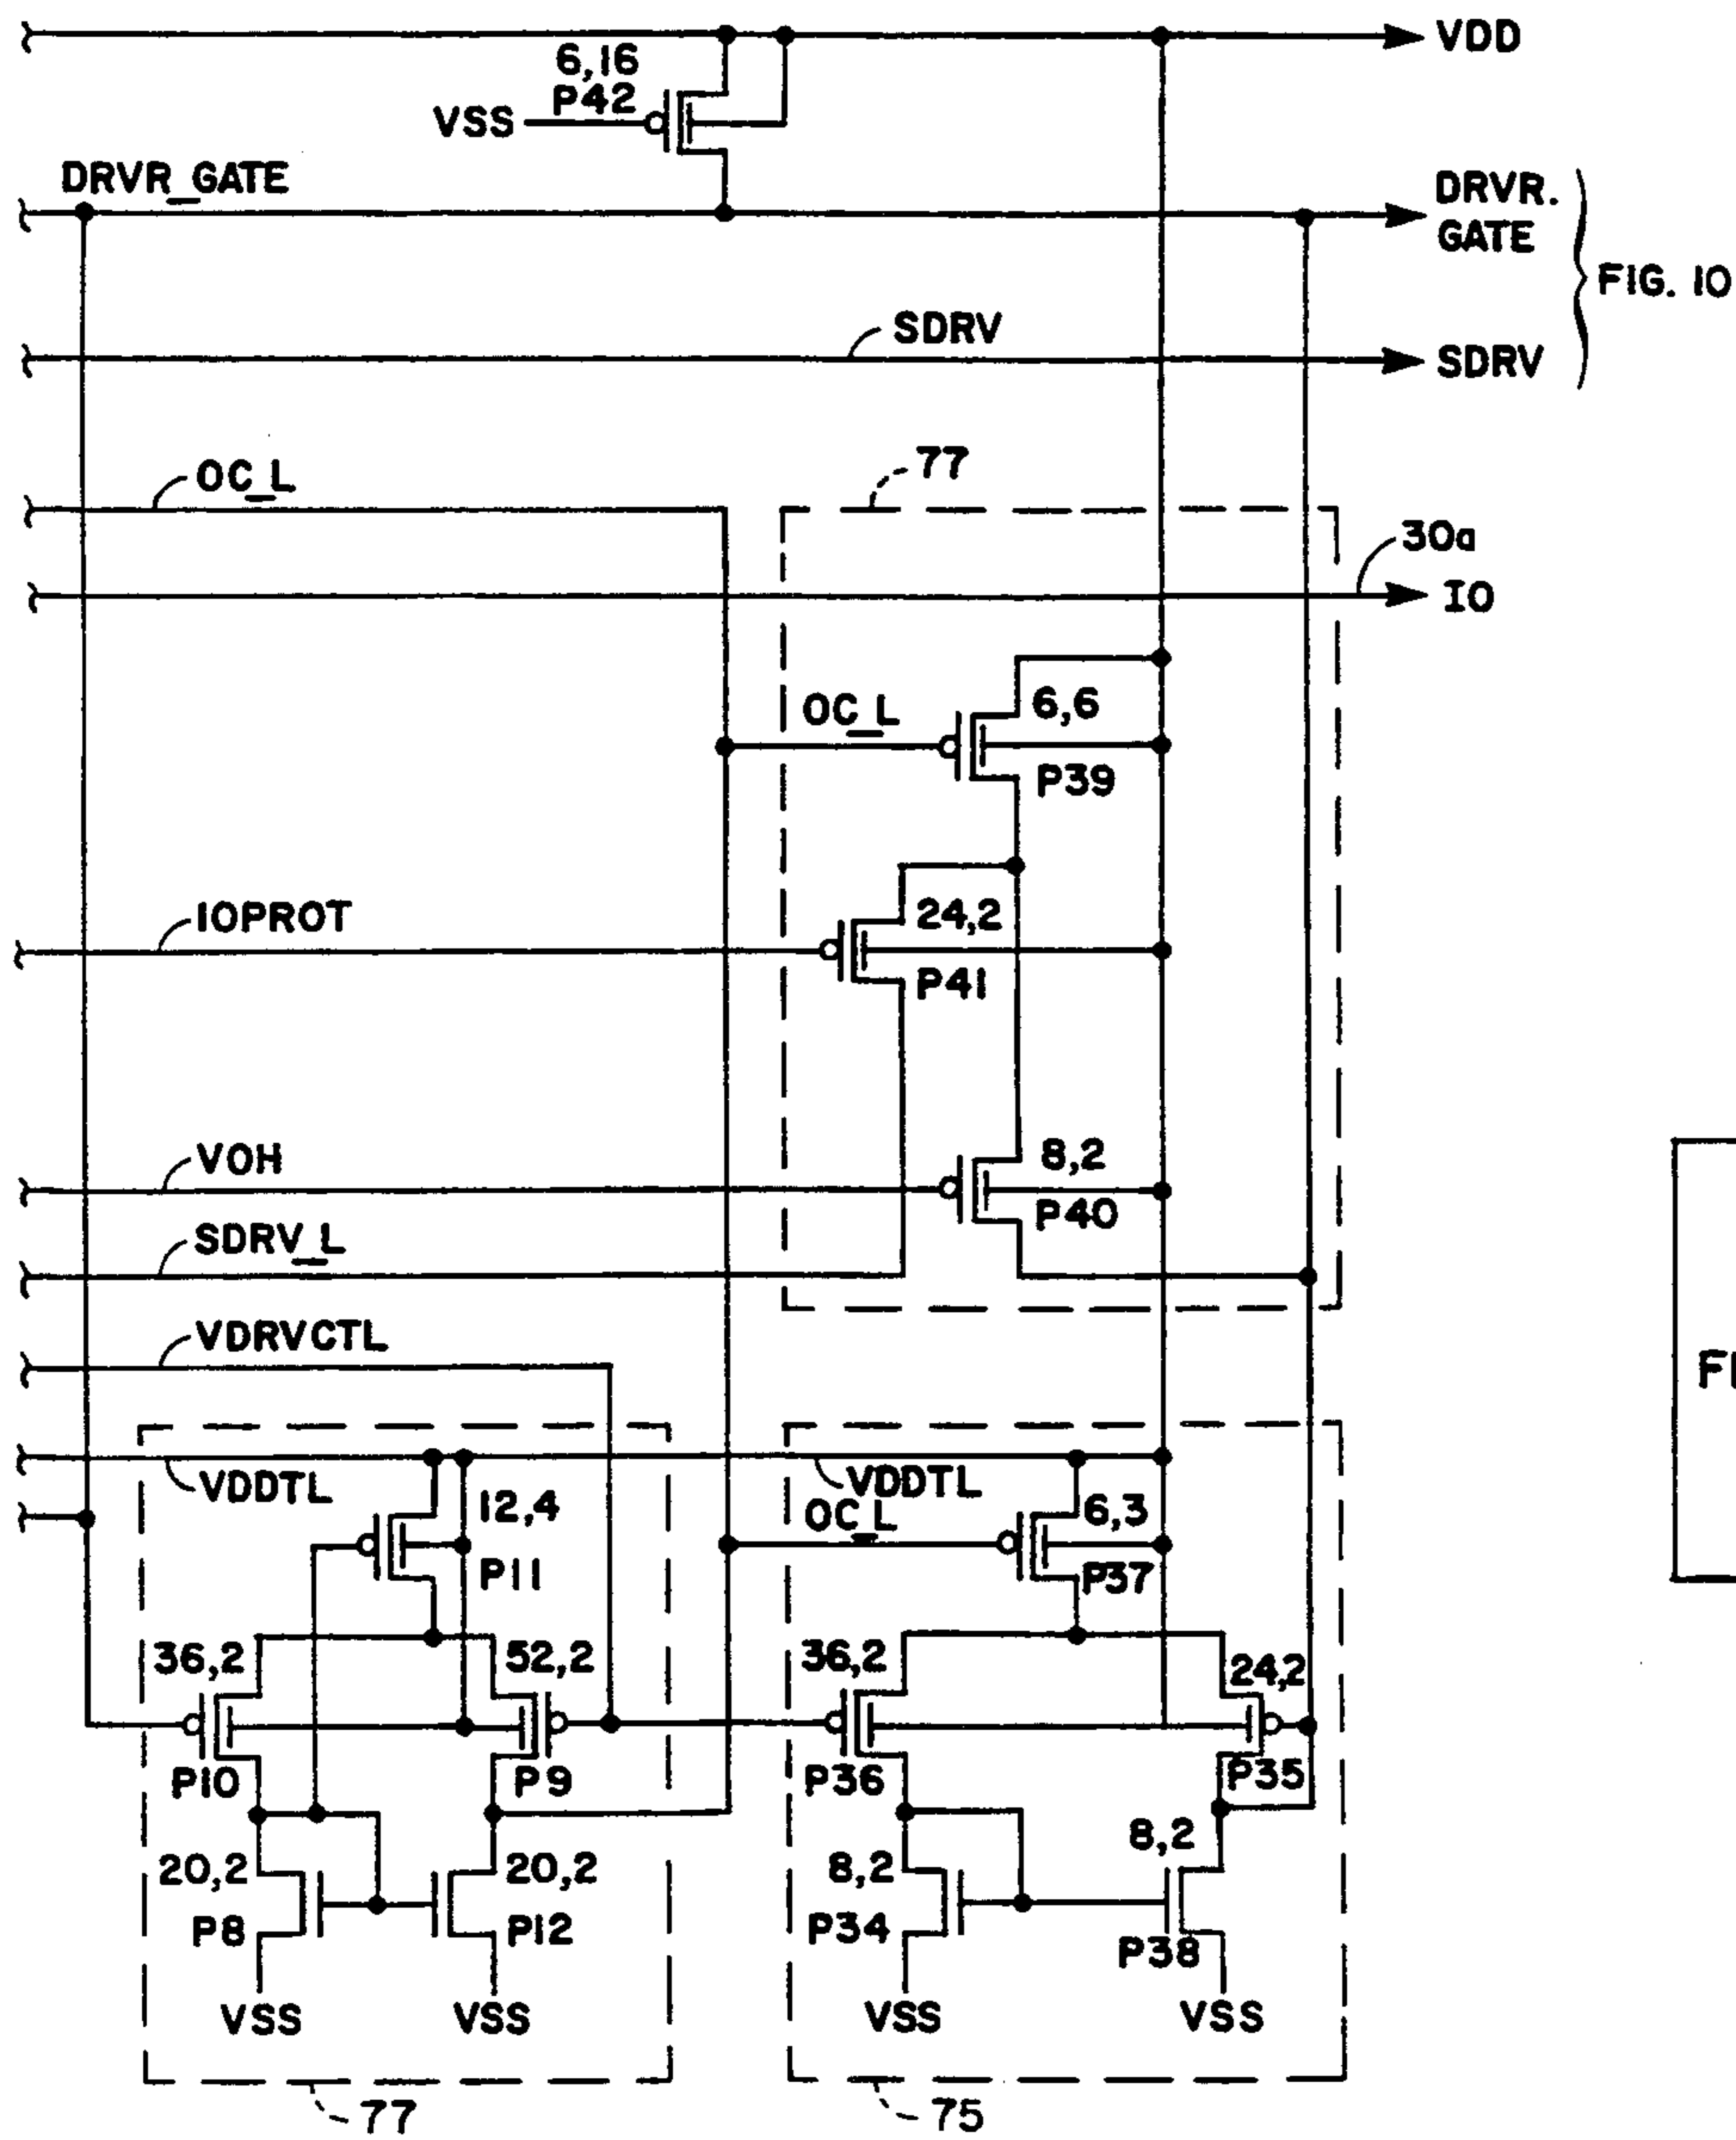 VDD
6,16
P42
VSS
DRVR_GATE
DRVR.
GATE
FIG. 10
SDRV
SDRV
77
OC_L
30a
IO
OC_L
6,6
P39
IOPROT
24,2
P41
VOH
8,2
P40
SDRV_L
VDRVCTL
VDDTL
VDDTL
12,4
P11
OC_L
6,3
P37
36,2
52,2
36,2
24,2
P10
P9
P36
P35
20,2
20,2
8,2
8,2
P8
P12
P34
P38
VSS
VSS
VSS
VSS
77
75